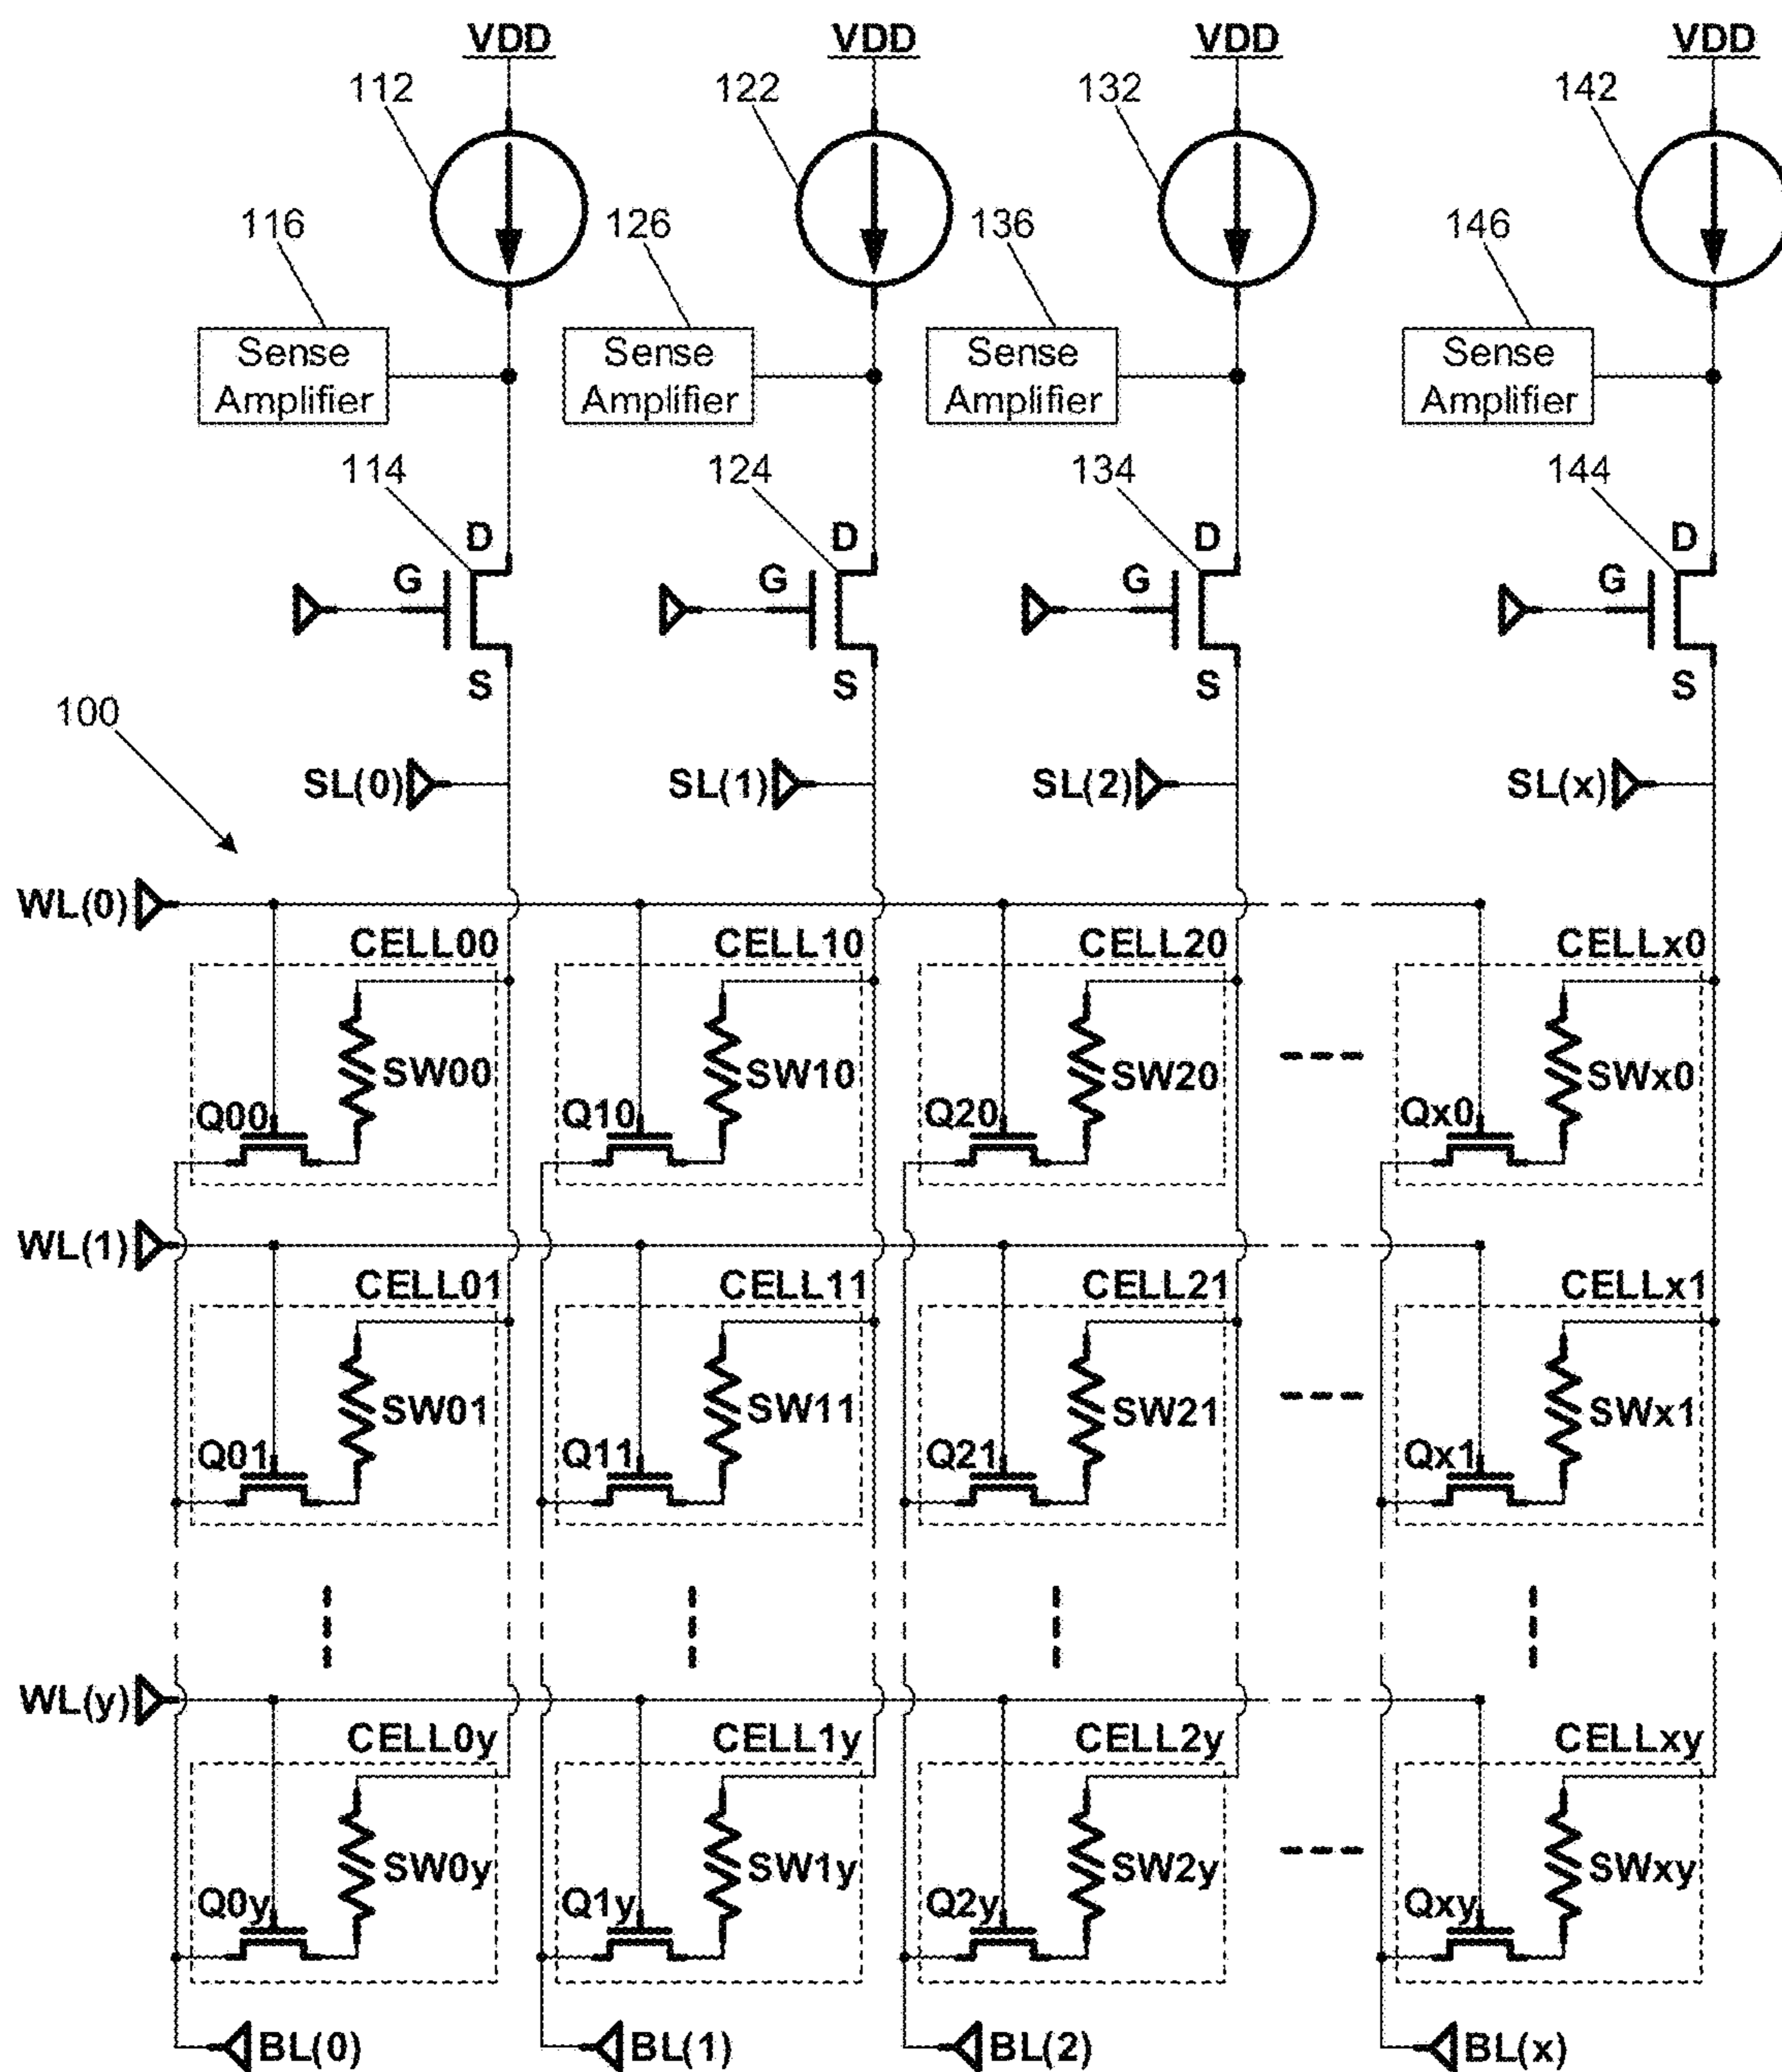 VDD VDD VDD VDD
112 122 132 142
116 126 136 146
Sense Amplifier Sense Amplifier Sense Amplifier Sense Amplifier
114 124 134 144
D D D D
G G G G
S S S S
100
SL(0) SL(1) SL(2) SL(x)
WL(0)
CELL00 CELL10 CELL20 CELLx0
SW00 SW10 SW20 SWx0
Q00 Q10 Q20 Qx0
WL(1)
CELL01 CELL11 CELL21 CELLx1
SW01 SW11 SW21 SWx1
Q01 Q11 Q21 Qx1
WL(y)
CELL0y CELL1y CELL2y CELLxy
SW0y SW1y SW2y SWxy
Q0y Q1y Q2y Qxy
BL(0) BL(1) BL(2) BL(x)